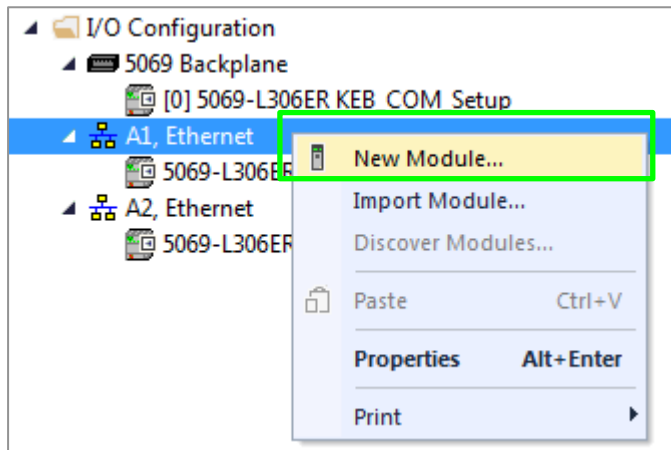 I/O Configuration
5069 Backplane
[0] 5069-L306ER KEB_COM_Setup
A1, Ethernet
5069-L306ER
A2, Ethernet
5069-L306ER
New Module...
Import Module...
Discover Modules...
Paste Ctrl+V
Properties Alt+Enter
Print